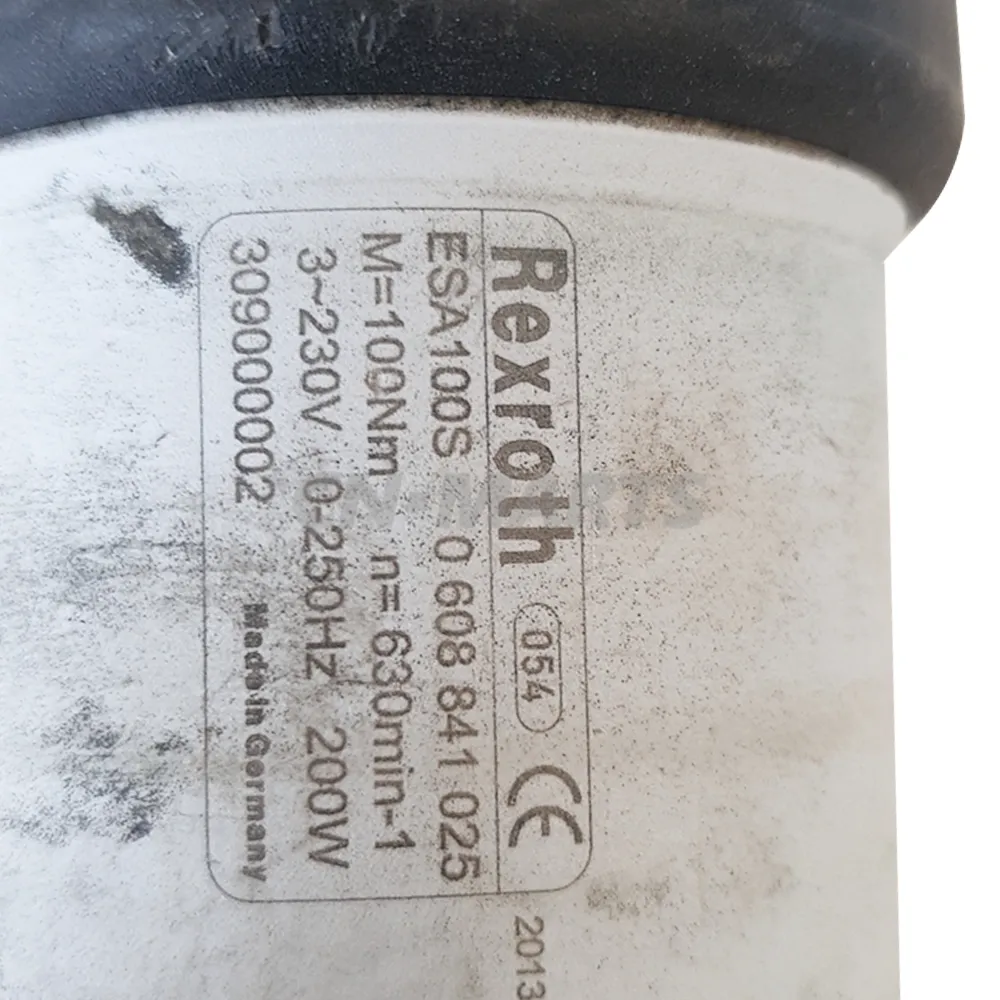 Rexroth 054 CE
ESA100S 0 608 841 025
M=100Nm n= 630min-1
3~230V 0-250Hz 200W
309000002 Made in Germany
2013